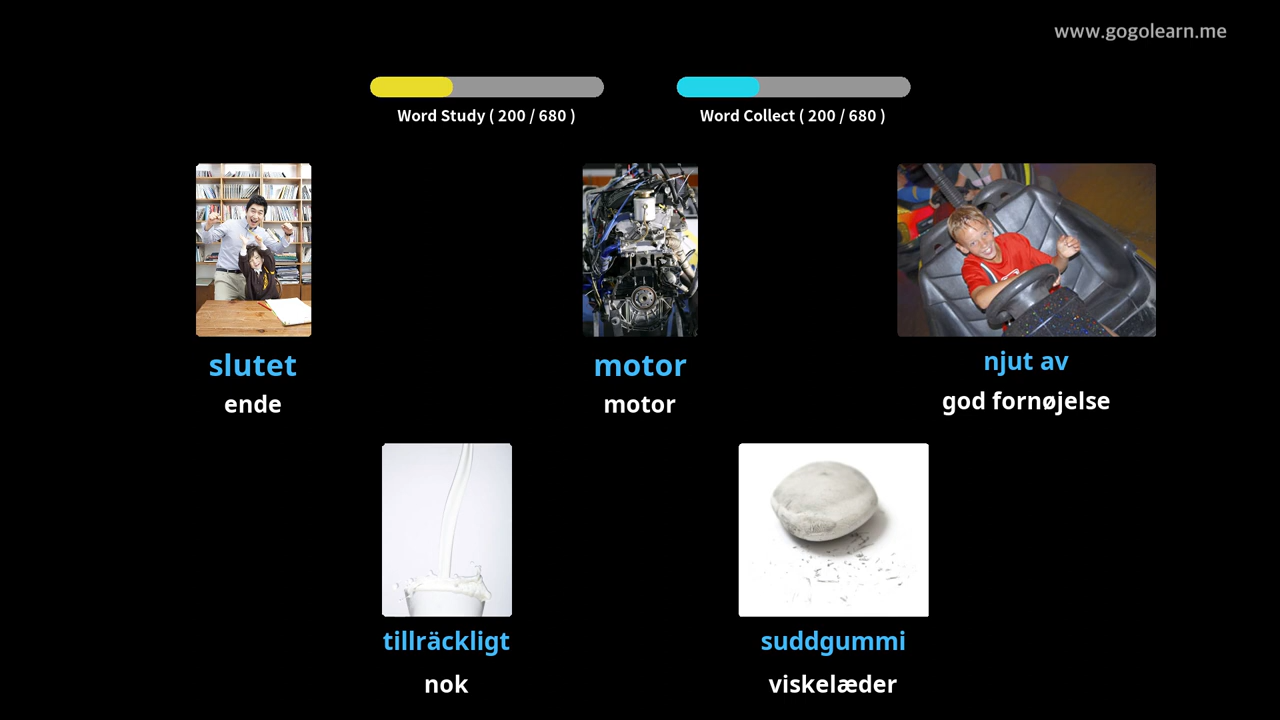 www.gogolearn.me
Word Study ( 200 / 680 )
Word Collect ( 200 / 680 )
slutet
ende
motor
motor
njut av
god fornøjelse
tillräckligt
nok
suddgummi
viskelæder